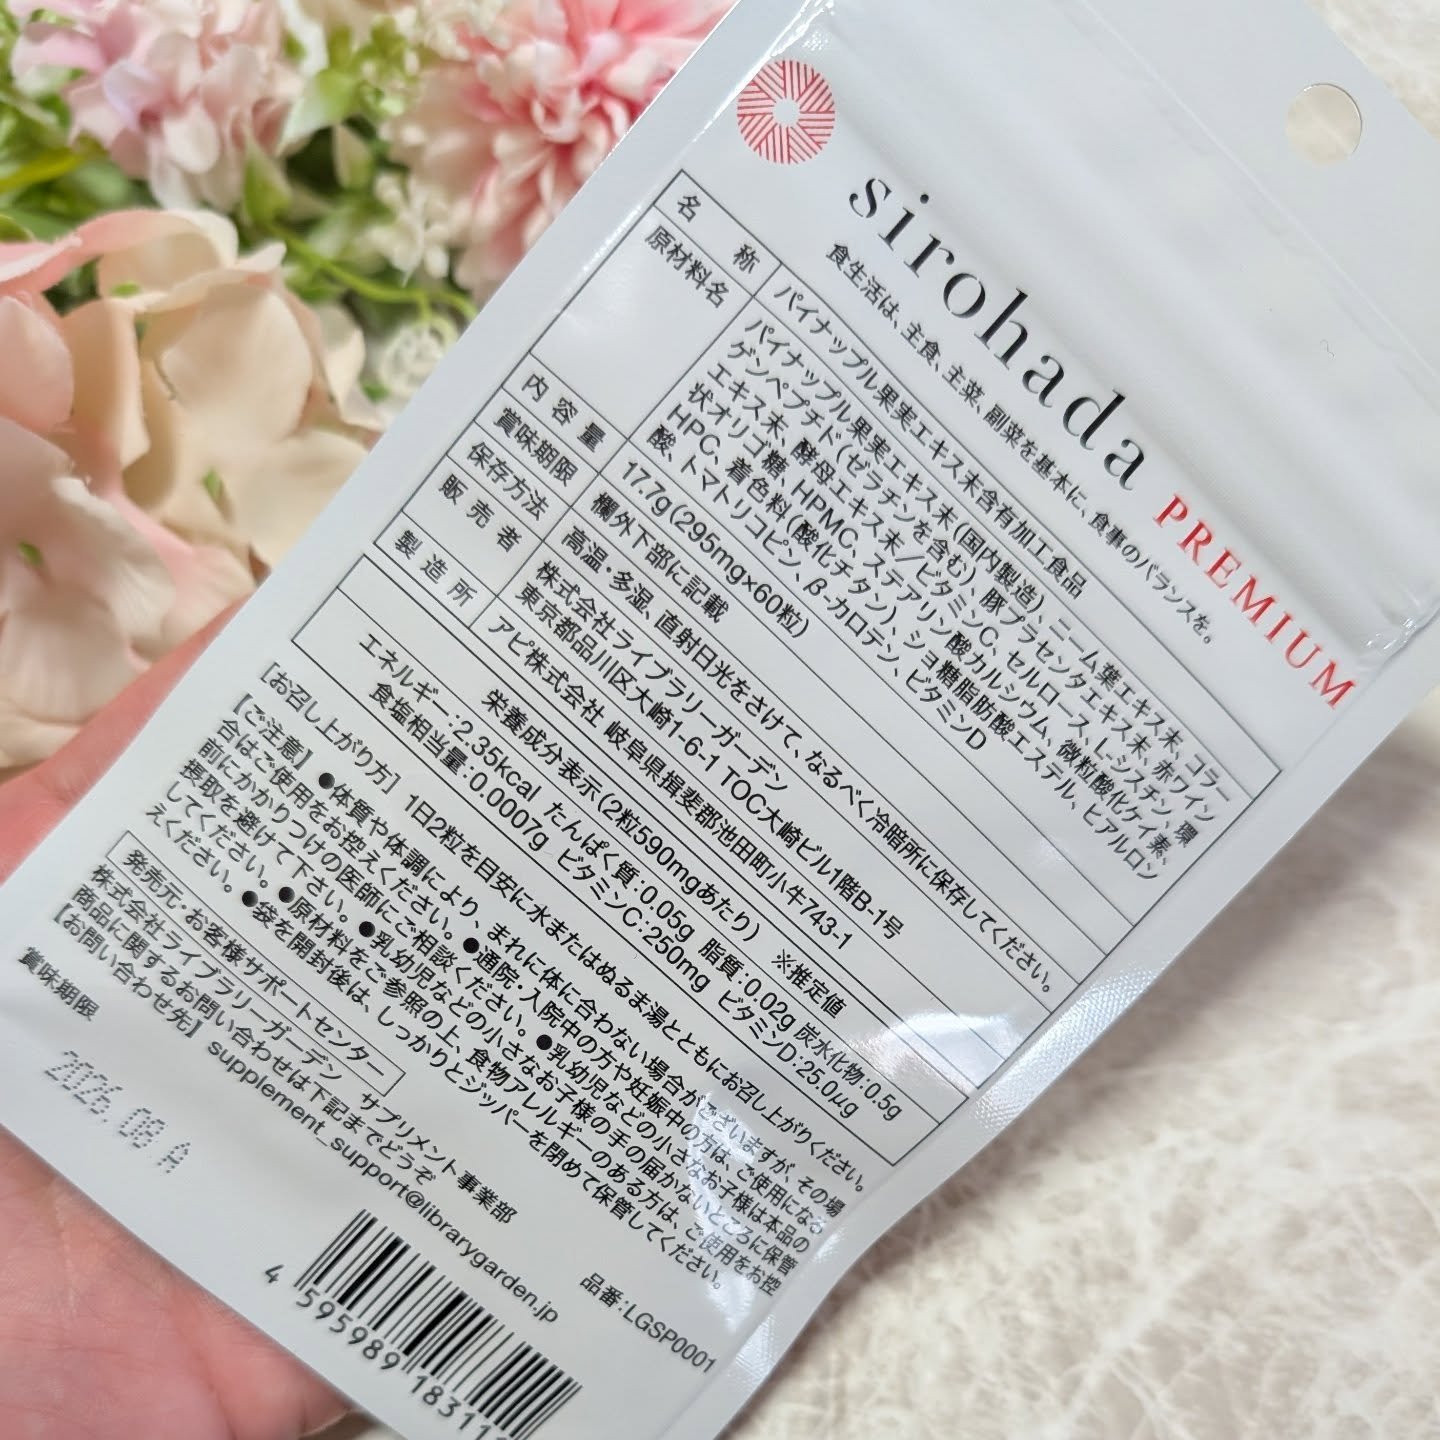 sirohada PREMIUM
食生活は、主食、主菜、副菜を基本に、食事のバランスを。
名称 パイナップル果実エキス末含有加工食品
原材料名 パイナップル果実エキス末(国内製造)、ニーム葉エキス末、コラー
ゲンペプチド(ゼラチンを含む)、豚プラセンタエキス末、赤ワイン
エキス末、酵母エキス末/ビタミンC、セルロース、L-シスチン、環
状オリゴ糖、HPMC、ステアリン酸カルシウム、微粒酸化ケイ素、
HPC、着色料(酸化チタン)、ショ糖脂肪酸エステル、ヒアルロン
酸、トマトリコピン、β-カロテン、ビタミンD
内容量 17.7g(295mg×60粒)
賞味期限 欄外下部に記載
保存方法 高温・多湿、直射日光をさけて、なるべく冷暗所に保存してください。
販売者 株式会社ライブラリーガーデン
東京都品川区大崎1-6-1 TOC大崎ビル1階B-1号
製造所 アピ株式会社 岐阜県揖斐郡池田町小牛743-1
栄養成分表示(2粒590mgあたり) ※推定値
エネルギー:2.35kcal たんぱく質:0.05g 脂質:0.02g 炭水化物:0.5g
食塩相当量:0.0007g ビタミンC:250mg ビタミンD:25.0μg
【お召し上がり方】 1日2粒を目安に水またはぬるま湯とともにお召し上がりください。
【ご注意】 ●体質や体調により、まれに体に合わない場合がございますが、その場
合はご使用をお控えください。 ●通院・入院中の方や妊娠中の方は、ご使用になる
前にかかりつけの医師にご相談ください。 ●乳幼児などの小さなお子様は本品の
摂取を避けて下さい。 ●乳幼児などの小さなお子様の手の届かないところに保管
してください。 ●原材料をご参照の上、食物アレルギーのある方は、ご使用をお控
えください。 ●袋を開封後は、しっかりとジッパーを閉めて保管してください。
発売元・お客様サポートセンター
株式会社ライブラリーガーデン サプリメント事業部
商品に関するお問い合わせは下記までどうぞ
【お問い合わせ先】 supplement_support@librarygarden.jp
賞味期限
2026.08.A
品番:LGSP0001
4 595989 18311